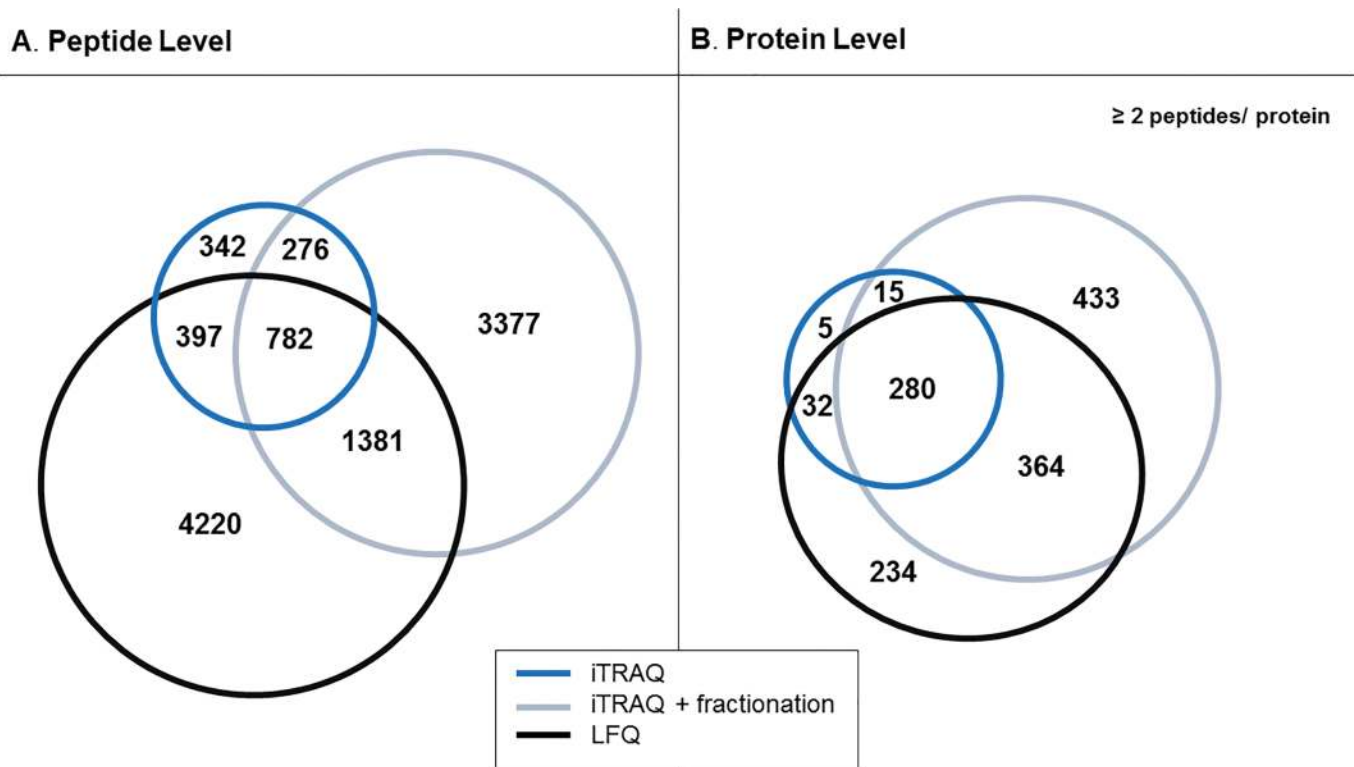 A. Peptide Level
342
276
397
782
3377
1381
4220
B. Protein Level
≥ 2 peptides/ protein
15
433
5
32
280
364
234
iTRAQ
iTRAQ + fractionation
LFQ